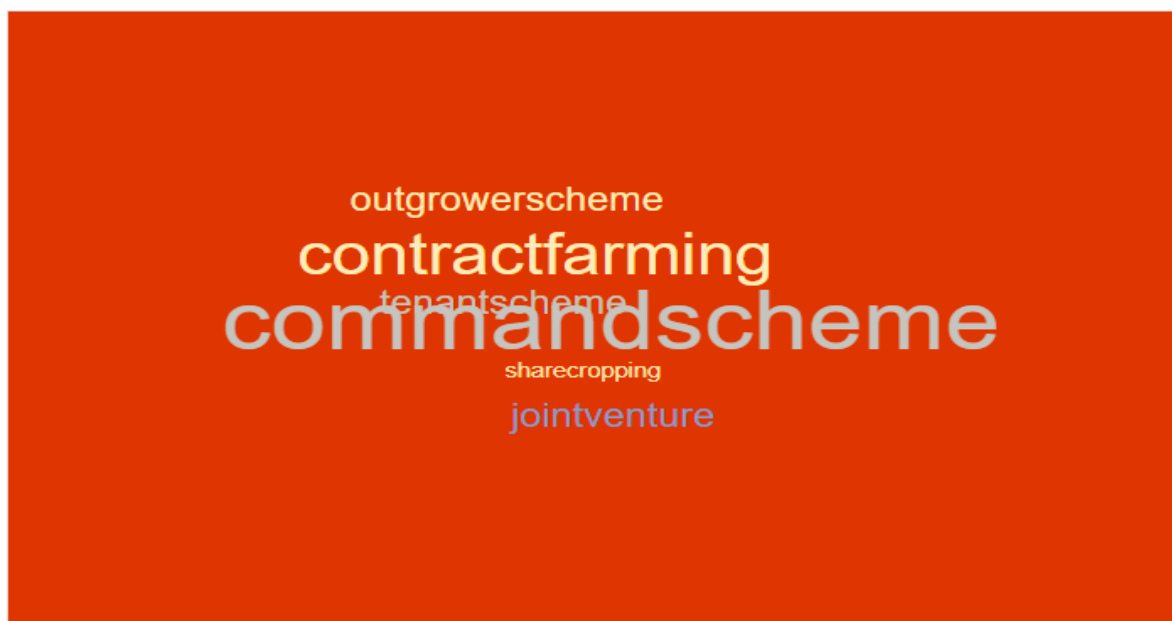 outgrowerscheme
contractfarming
tenantscheme
commandscheme
sharecropping
jointventure